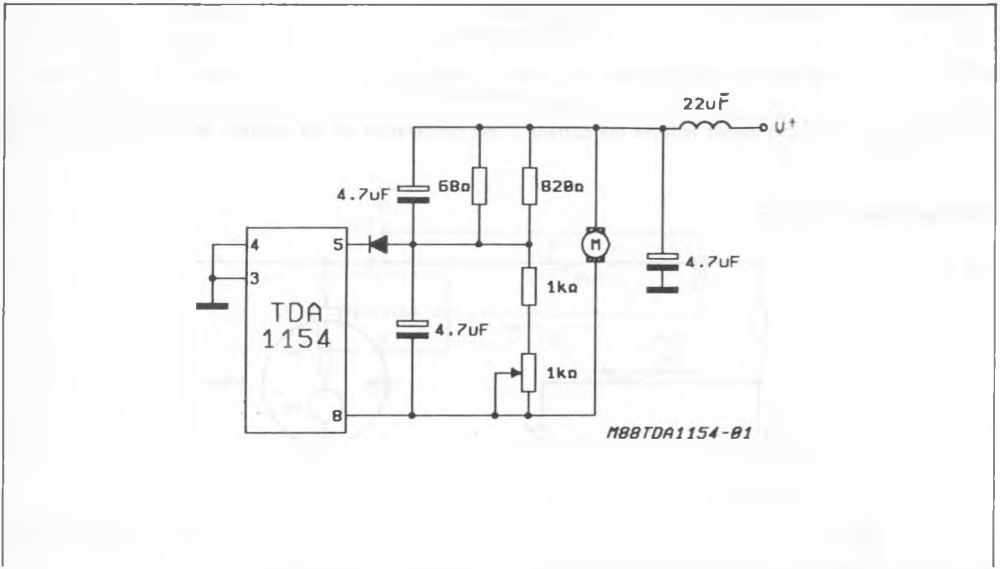 22uF
U⁺
4.7uF
68Ω
820Ω
4
5
M
4.7uF
3
1kΩ
TDA
1154
4.7uF
1kΩ
8
M88TDA1154-01